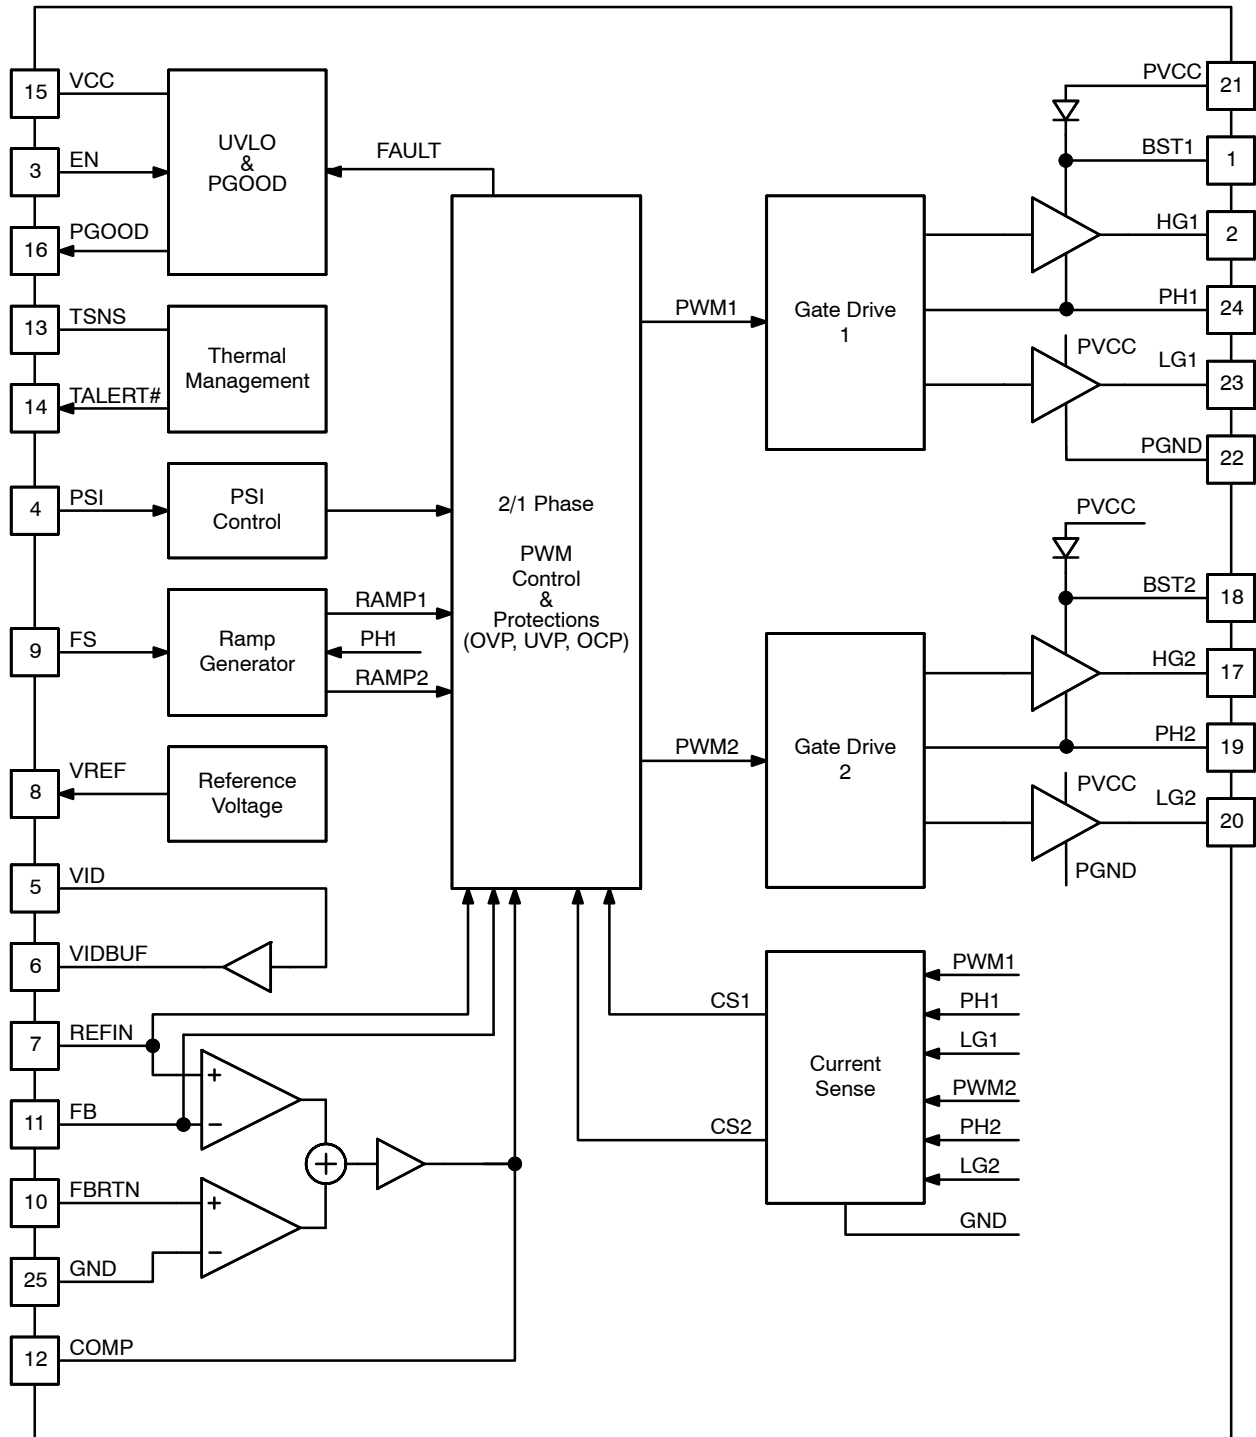 15
VCC
3
EN
16
PGOOD
UVLO
&
PGOOD
FAULT
13
TSNS
14
TALERT#
Thermal
Management
4
PSI
PSI
Control
9
FS
Ramp
Generator
RAMP1
PH1
RAMP2
8
VREF
Reference
Voltage
5
VID
6
VIDBUF
7
REFIN
11
FB
10
FBRTN
25
GND
12
COMP
+
−
+
−
+
2/1 Phase
PWM
Control
&
Protections
(OVP, UVP, OCP)
PWM1
PWM2
CS1
CS2
Gate Drive
1
PVCC
21
BST1
1
HG1
2
PH1
24
PVCC
LG1
23
PGND
22
Gate Drive
2
PVCC
BST2
18
HG2
17
PH2
19
PVCC
LG2
20
PGND
Current
Sense
PWM1
PH1
LG1
PWM2
PH2
LG2
GND